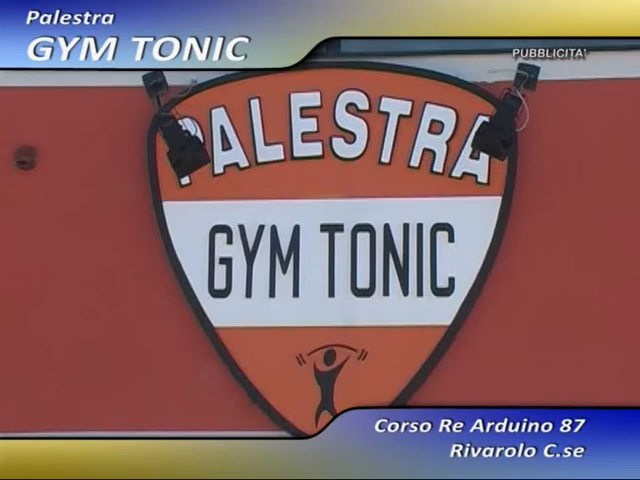 Palestra
GYM TONIC
PUBBLICITA'
PALESTRA
GYM TONIC
Corso Re Arduino 87
Rivarolo C.se